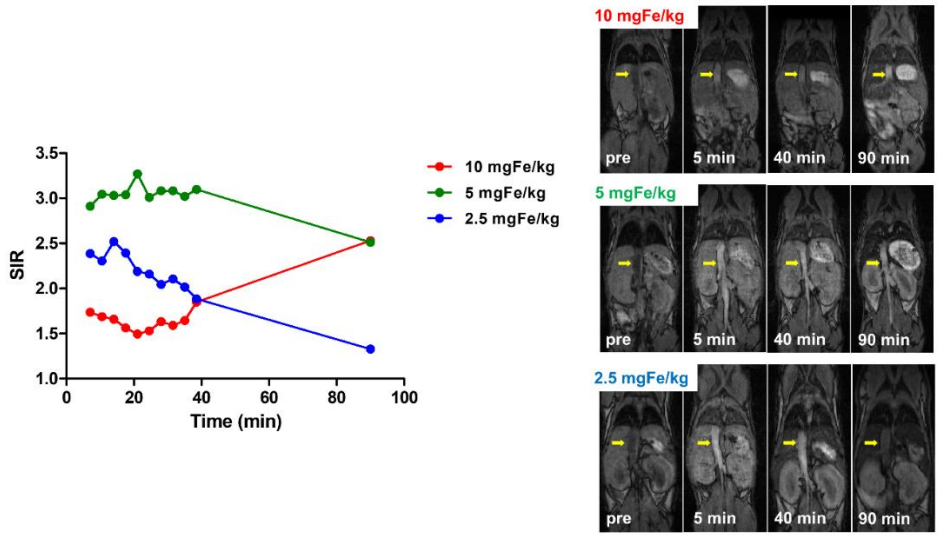 3.5
3.0
2.5
2.0
1.5
1.0
SIR
0 20 40 60 80 100
Time (min)
10 mgFe/kg
5 mgFe/kg
2.5 mgFe/kg
10 mgFe/kg
pre 5 min 40 min 90 min
5 mgFe/kg
pre 5 min 40 min 90 min
2.5 mgFe/kg
pre 5 min 40 min 90 min